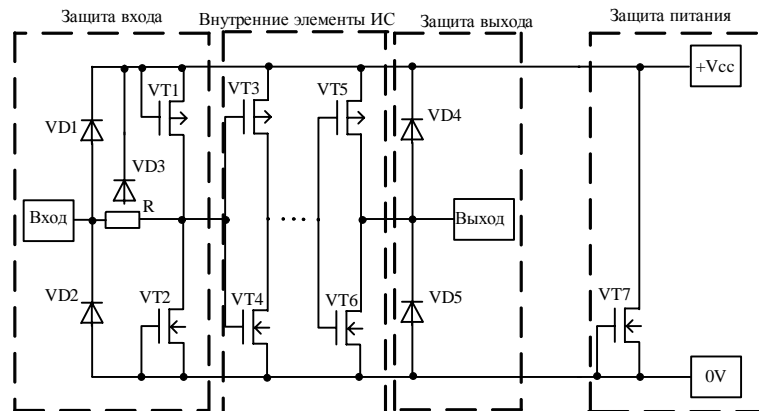 Защита входа
Внутренние элементы ИС
Защита выхода
Защита питания
+Vcc
VT1
VT3
VT5
VD1
VD4
VD3
R
Вход
Выход
VD2
VT2
VT4
VT6
VD5
VT7
0V